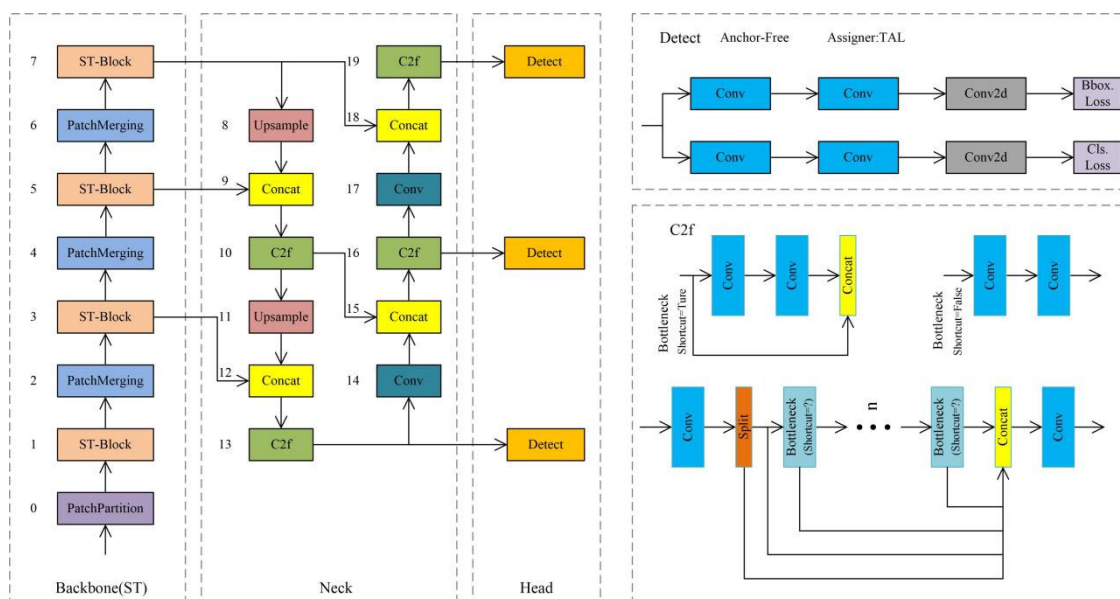 7
ST-Block
6
PatchMerging
5
ST-Block
4
PatchMerging
3
ST-Block
2
PatchMerging
1
ST-Block
0
PatchPartition
Backbone(ST)
8
Upsample
9
Concat
10
C2f
11
Upsample
12
Concat
13
C2f
19
C2f
18
Concat
17
Conv
16
C2f
15
Concat
14
Conv
Neck
Detect
Detect
Detect
Head
Detect
Anchor-Free
Assigner:TAL
Conv
Conv
Conv2d
Bbox.
Loss
Conv
Conv
Conv2d
Cls.
Loss
C2f
Bottleneck
Shortcut=Ture
Conv
Conv
Concat
Bottleneck
Shortcut=False
Conv
Conv
Conv
Split
Bottleneck
(Shortcut=?)
n
Bottleneck
(Shortcut=?)
Concat
Conv